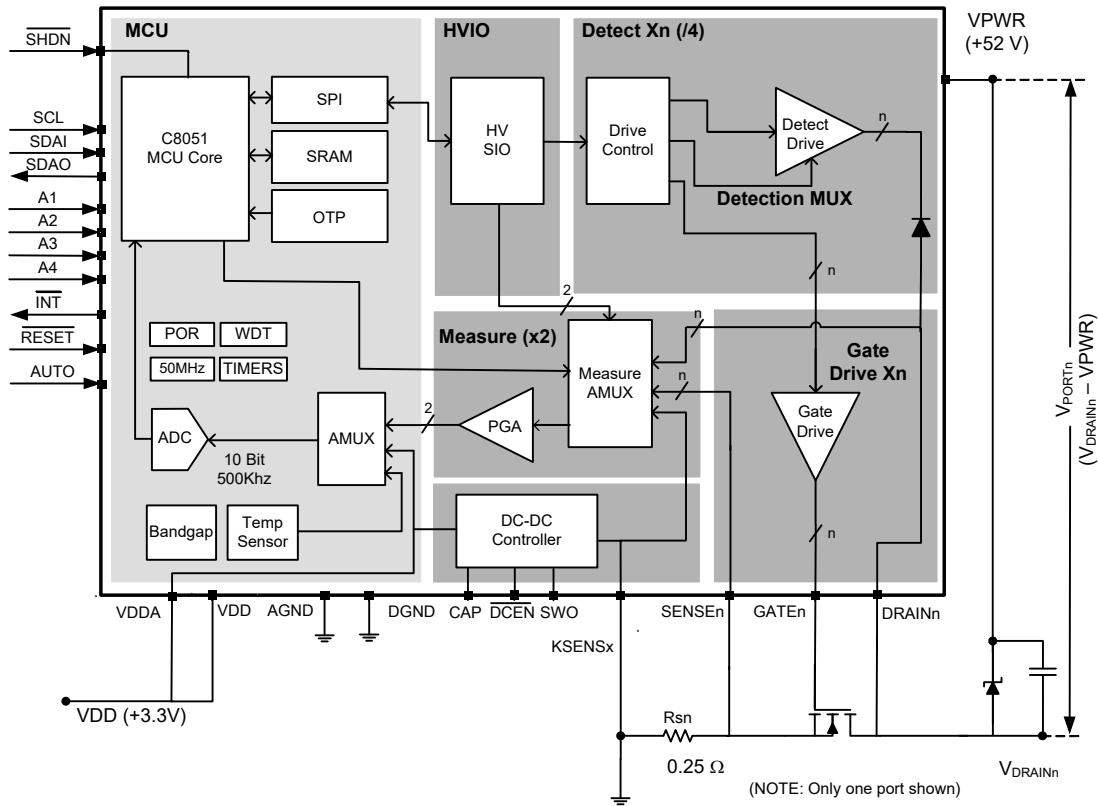 MCU
HVIO
Detect Xn (/4)
VPWR
(+52 V)
SHDN
SCL
SDAI
SDAO
A1
A2
A3
A4
INT
RESET
AUTO
C8051
MCU Core
SPI
SRAM
OTP
HV
SIO
Drive
Control
Detect
Drive
n
Detection MUX
n
2
n
Measure (x2)
Gate
Drive Xn
POR
WDT
50MHz
TIMERS
Measure
AMUX
n
Gate
Drive
ADC
10 Bit
500Khz
AMUX
2
PGA
Bandgap
Temp
Sensor
DC-DC
Controller
n
VPORTn
(VDRAINn – VPWR)
VDDA
VDD
AGND
DGND
CAP
DCEN
SWO
KSENSx
SENSEn
GATEn
DRAINn
VDD (+3.3V)
Rsn
0.25 Ω
(NOTE: Only one port shown)
VDRAINn